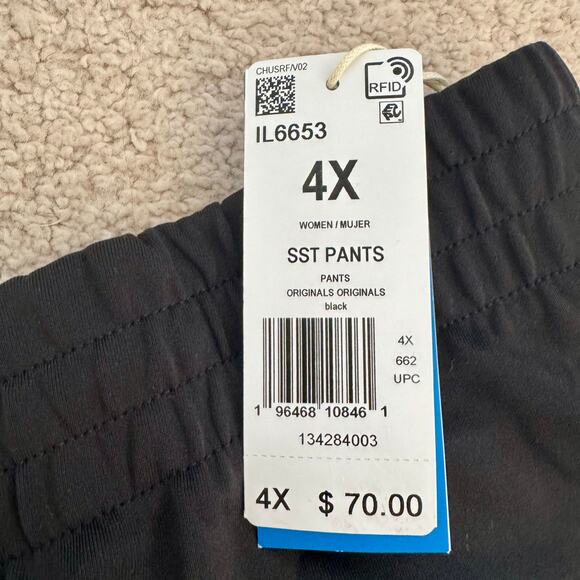 CHUSRF/V02
RFID
IL6653
4X
WOMEN / MUJER
SST PANTS
PANTS
ORIGINALS ORIGINALS
black
4X
662
UPC
1 96468 10846 1
134284003
4X $ 70.00